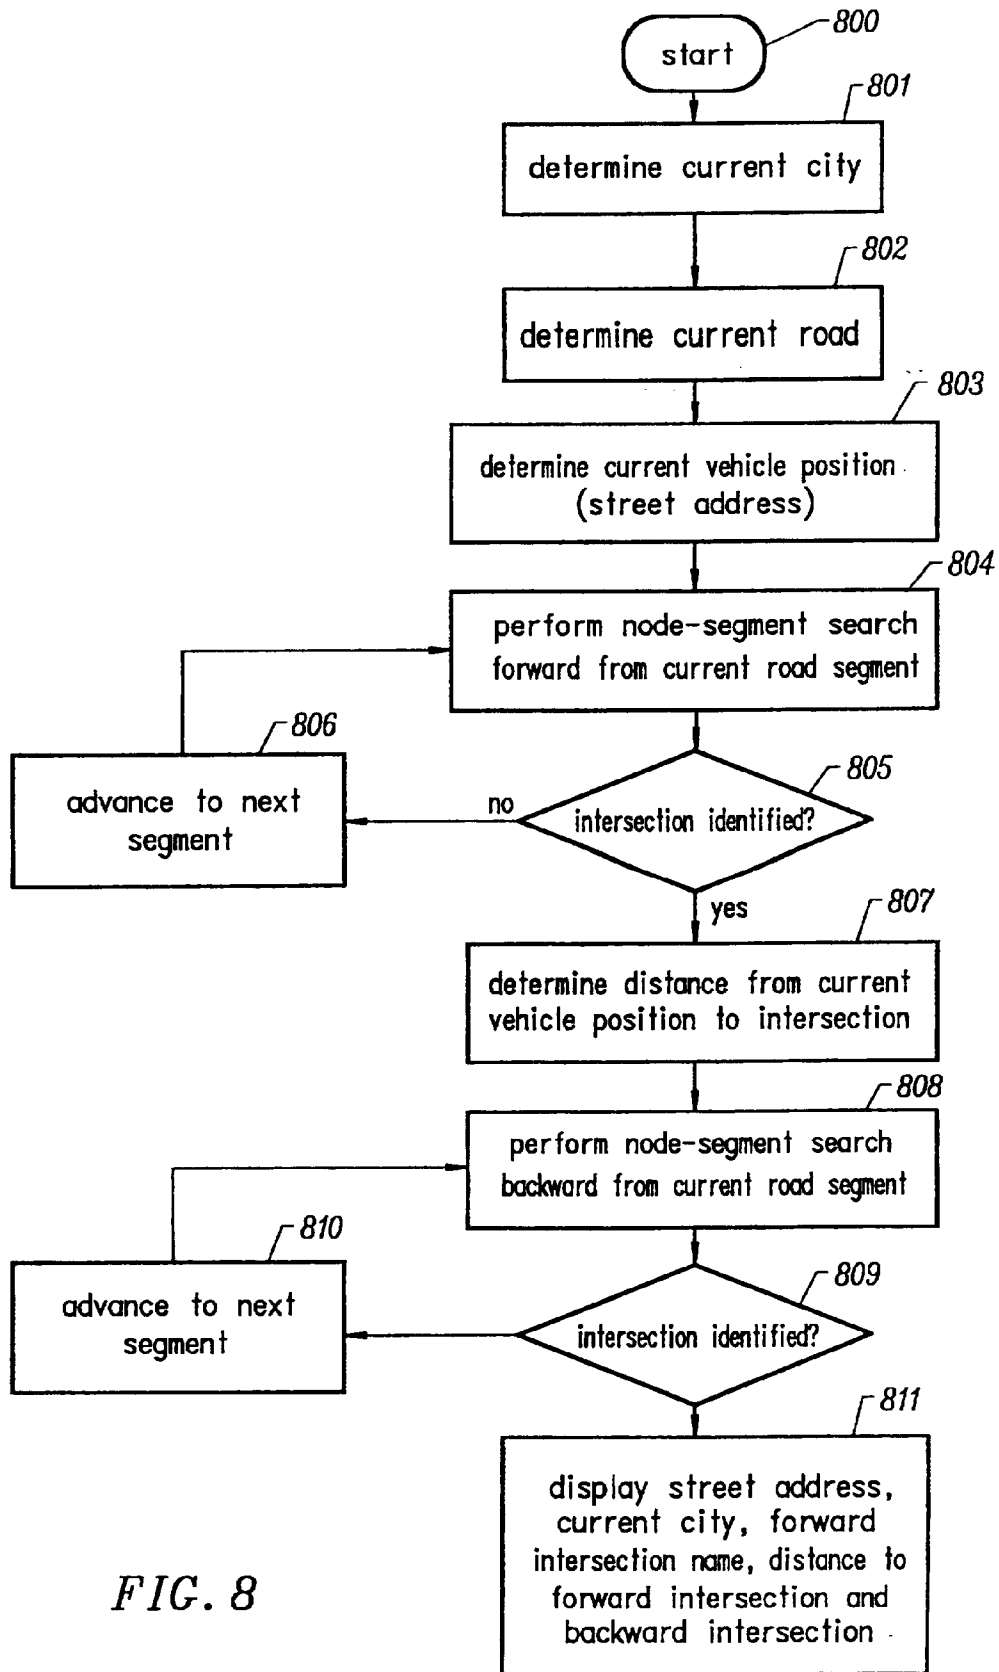 800
start
801
determine current city
802
determine current road
803
determine current vehicle position
(street address)
804
perform node-segment search
forward from current road segment
806
advance to next
segment
805
no
intersection identified?
yes
807
determine distance from current
vehicle position to intersection
808
perform node-segment search
backward from current road segment
810
advance to next
segment
809
intersection identified?
811
display street address,
current city, forward
intersection name, distance to
forward intersection and
backward intersection
FIG. 8